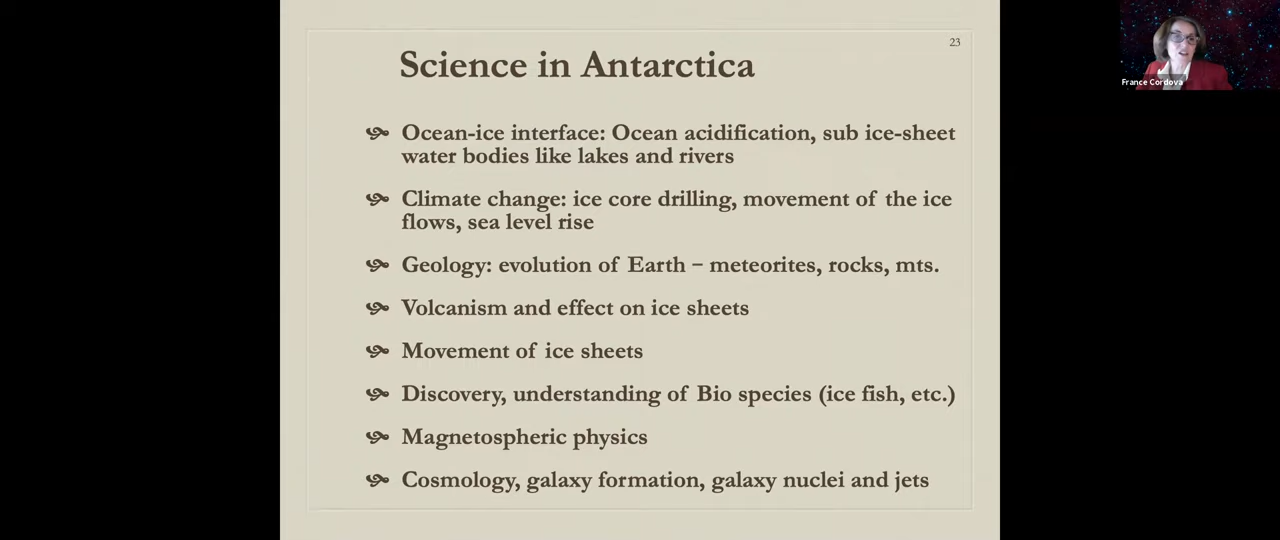 23
Science in Antarctica
Ocean-ice interface: Ocean acidification, sub ice-sheet
water bodies like lakes and rivers
Climate change: ice core drilling, movement of the ice
flows, sea level rise
Geology: evolution of Earth – meteorites, rocks, mts.
Volcanism and effect on ice sheets
Movement of ice sheets
Discovery, understanding of Bio species (ice fish, etc.)
Magnetospheric physics
Cosmology, galaxy formation, galaxy nuclei and jets
France Cordova